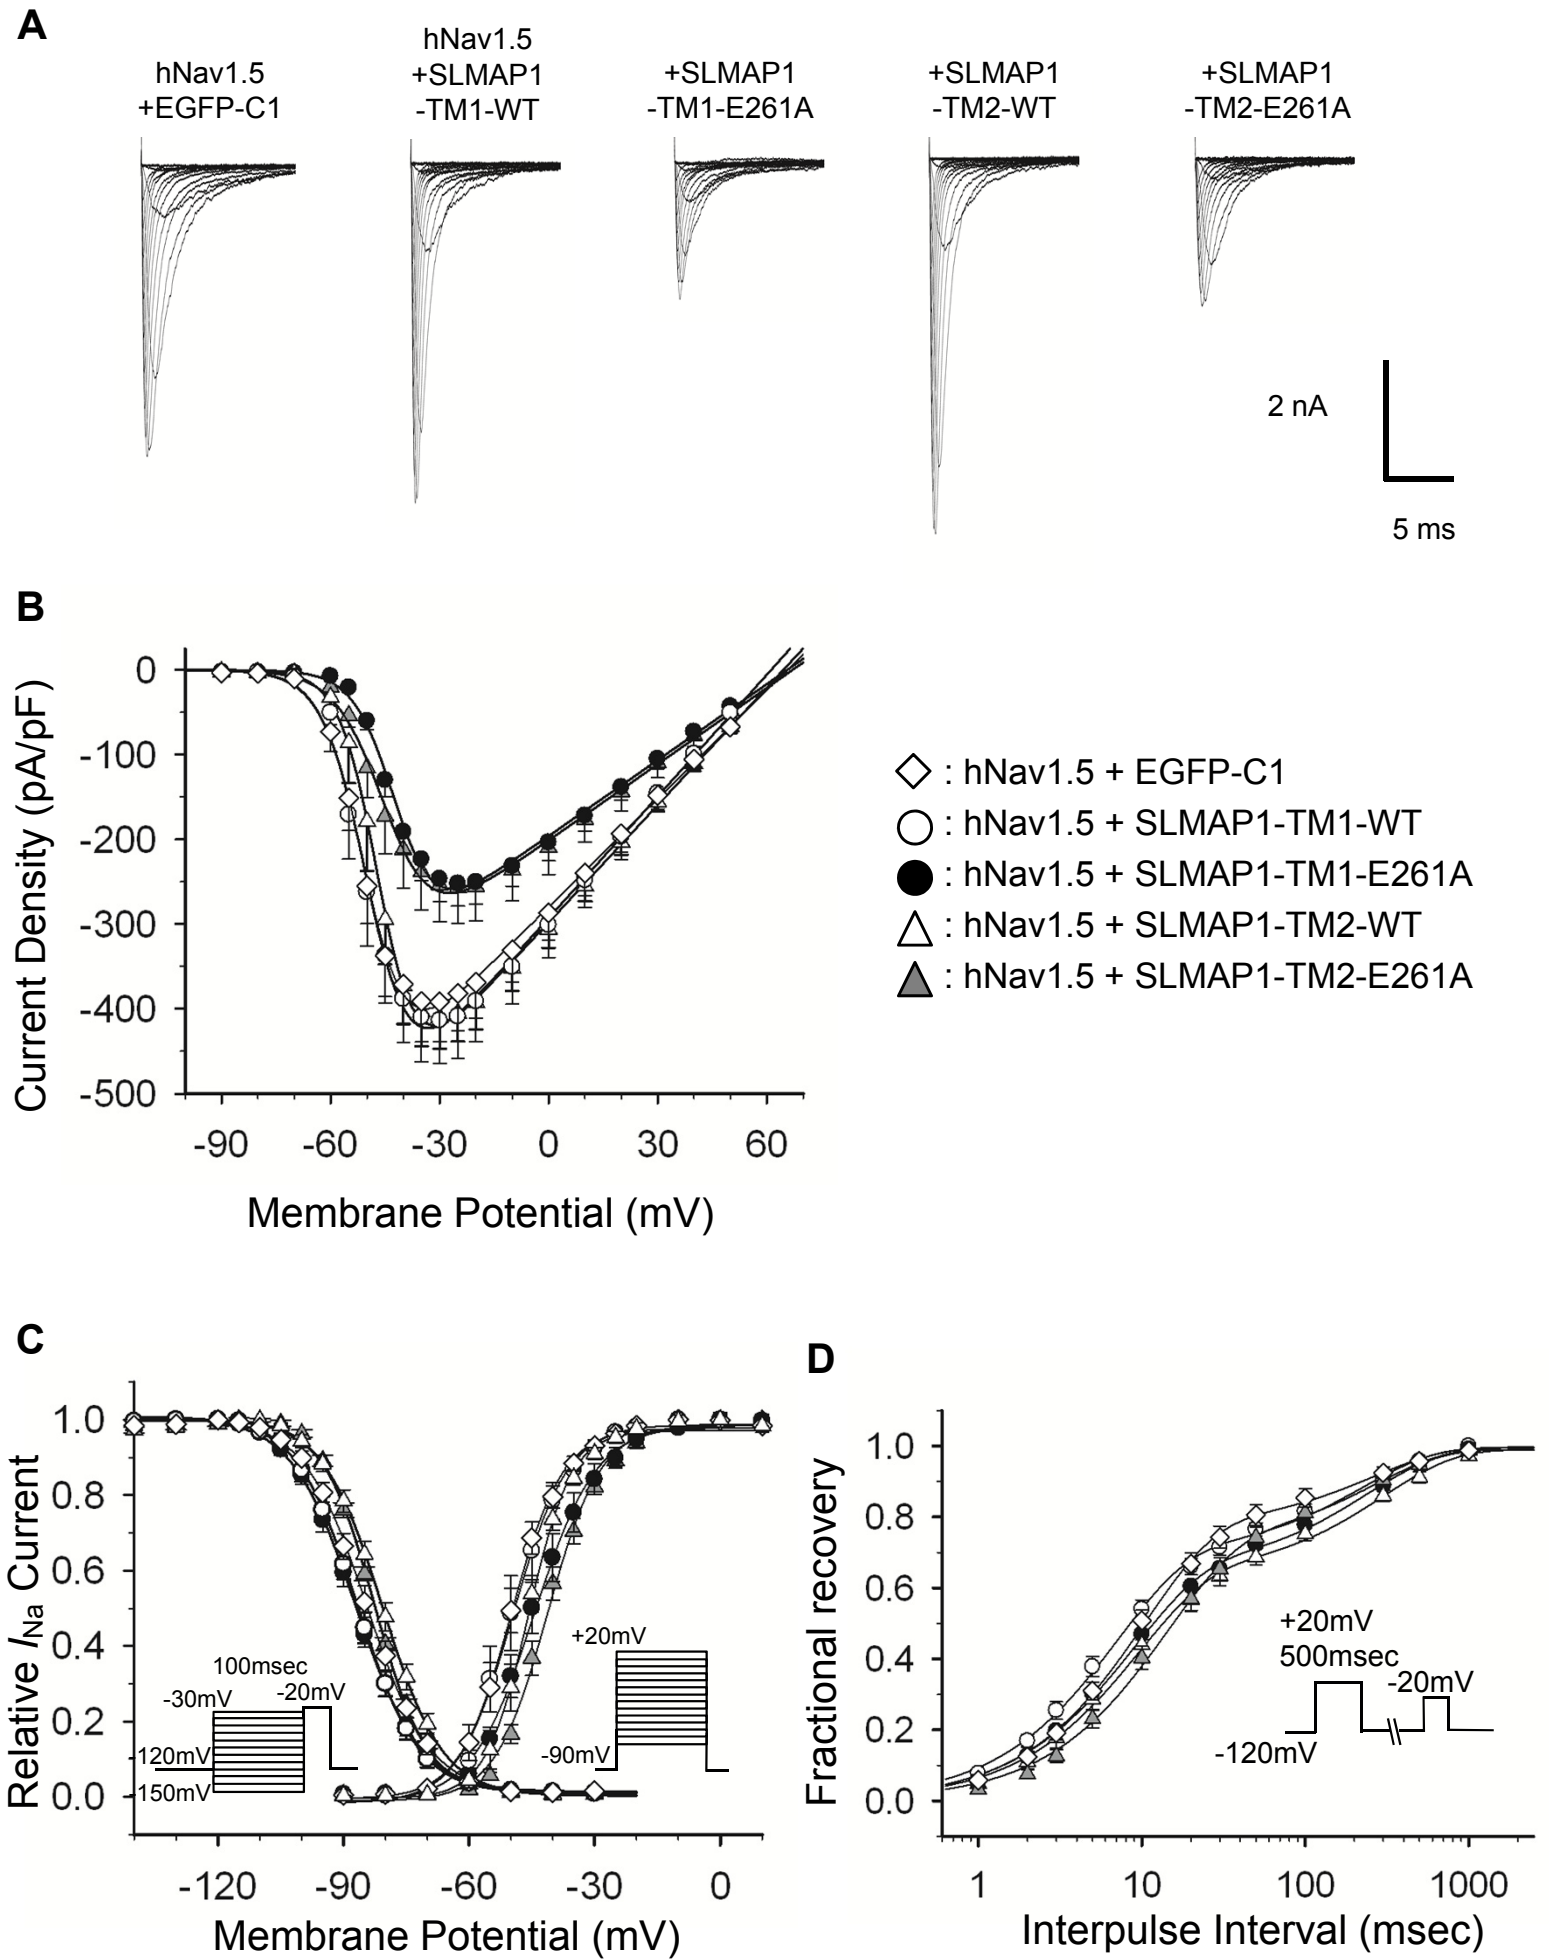 A
hNav1.5
+EGFP-C1
hNav1.5
+SLMAP1
-TM1-WT
+SLMAP1
-TM1-E261A
+SLMAP1
-TM2-WT
+SLMAP1
-TM2-E261A
2 nA
5 ms
B
Current Density (pA/pF)
0
-100
-200
-300
-400
-500
-90 -60 -30 0 30 60
Membrane Potential (mV)
: hNav1.5 + EGFP-C1
: hNav1.5 + SLMAP1-TM1-WT
: hNav1.5 + SLMAP1-TM1-E261A
: hNav1.5 + SLMAP1-TM2-WT
: hNav1.5 + SLMAP1-TM2-E261A
C
Relative INa Current
1.0
0.8
0.6
0.4
0.2
0.0
100msec
-30mV
-20mV
-120mV
-150mV
+20mV
-90mV
-120 -90 -60 -30 0
Membrane Potential (mV)
D
Fractional recovery
1.0
0.8
0.6
0.4
0.2
0.0
+20mV
500msec
-20mV
-120mV
1 10 100 1000
Interpulse Interval (msec)